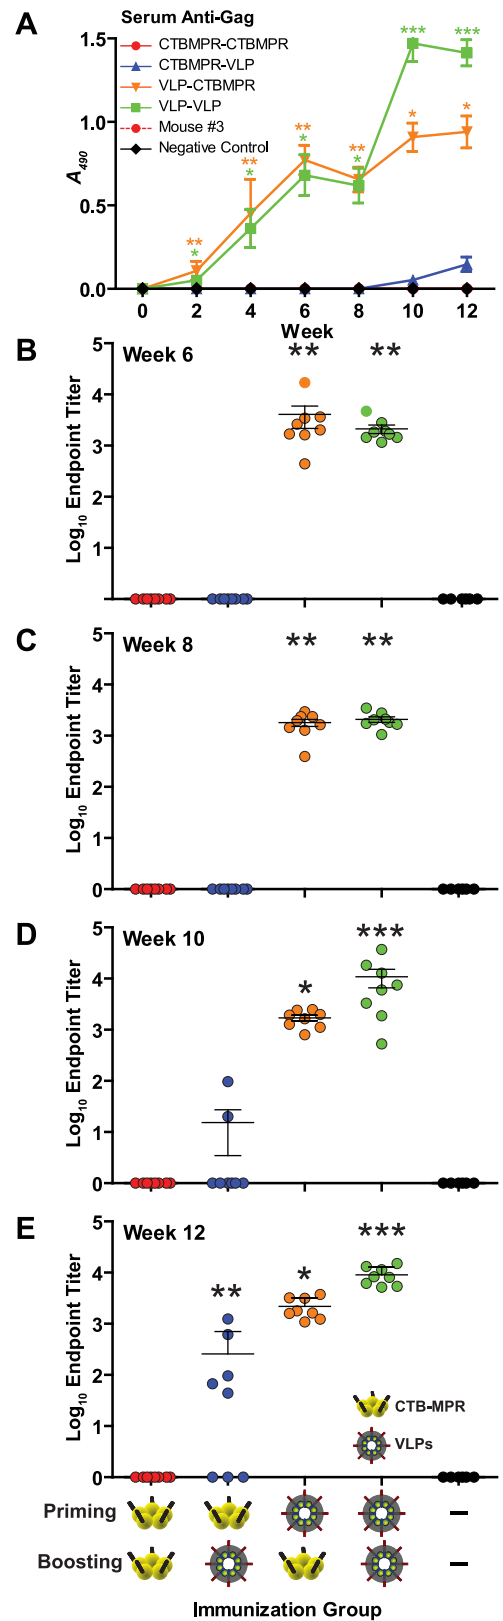 A
Serum Anti-Gag
CTBMPR-CTBMPR
CTBMPR-VLP
VLP-CTBMPR
VLP-VLP
Mouse #3
Negative Control
A490
1.5
1.0
0.5
0.0
*** ***
** ** ** ** * *
* * * *
0 2 4 6 8 10 12
Week
B
Week 6
** **
Log10 Endpoint Titer
5
4
3
2
1
C
Week 8
** **
Log10 Endpoint Titer
5
4
3
2
1
0
D
Week 10
* ***
Log10 Endpoint Titer
5
4
3
2
1
0
E
Week 12
** * ***
Log10 Endpoint Titer
5
4
3
2
1
0
CTB-MPR
VLPs
Priming –
Boosting –
Immunization Group